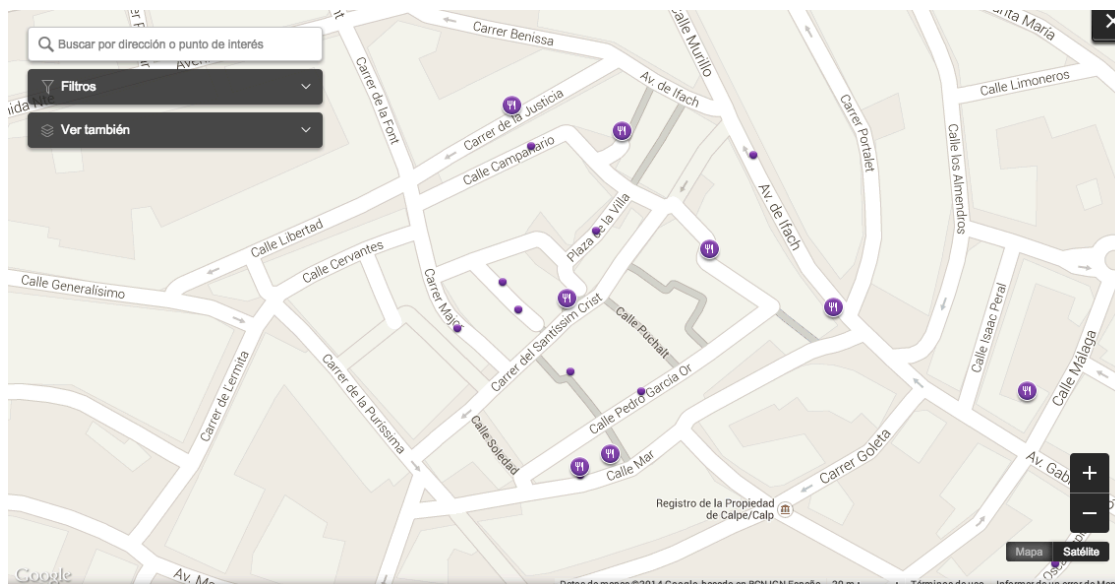 Buscar por dirección o punto de interés
Filtros
Ver también
Carrer Benissa
Calle Murillo
Maria
Calle Limoneros
Av. de Ifach
Carrer de la Font
Carrer de la Justicia
Calle Campanario
Carrer Portalet
Calle los Almendros
Plaza de la Villa
Av. de Ifach
Calle Libertad
Calle Cervantes
Calle Generalísimo
Carrer Major
Calle Puchalt
Calle Isaac Peral
Calle Málaga
Carrer del Santíssim Crist
Carrer de L'ermita
Carrer de la Puríssima
Calle Pedro García Or
Calle Soledad
Calle Mar
Carrer Goleta
Av. Gab
Registro de la Propiedad
de Calpe/Calp
+
−
Mapa
Satélite
Google
Av. Ma